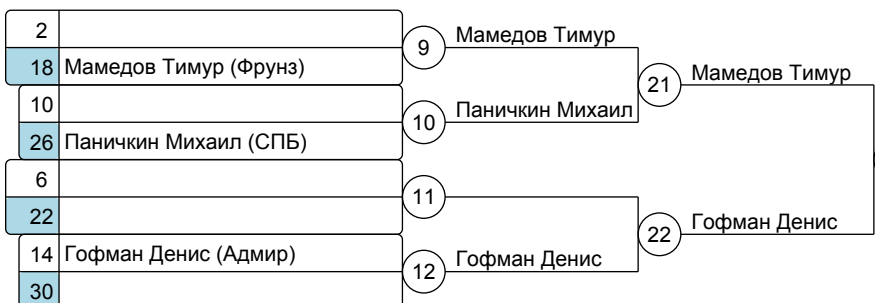 2
9 Мамедов Тимур
18 Мамедов Тимур (Фрунз)
21 Мамедов Тимур
10
10 Паничкин Михаил
26 Паничкин Михаил (СПБ)
6
11
22
22 Гофман Денис
14 Гофман Денис (Адмир)
12 Гофман Денис
30